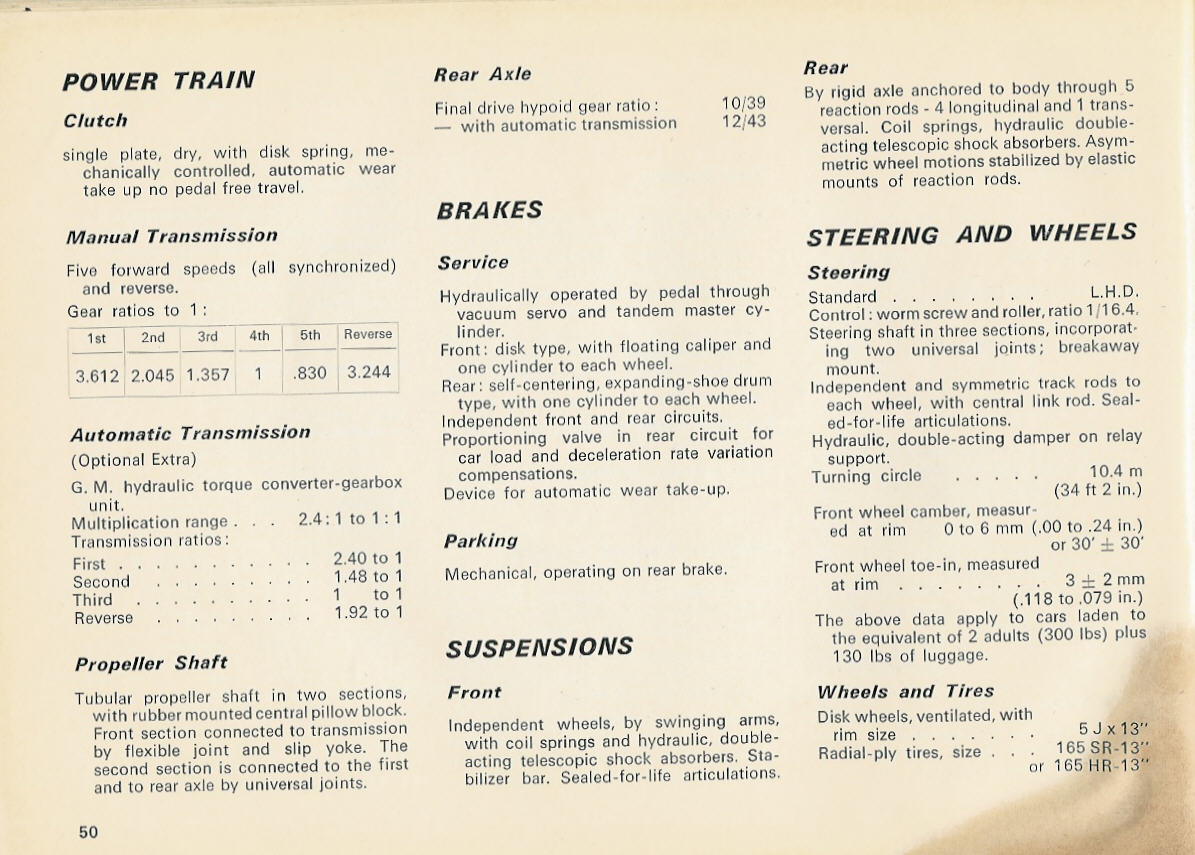 POWER TRAIN
Clutch
single plate, dry, with disk spring, me-
chanically controlled, automatic wear
take up no pedal free travel.
Manual Transmission
Five forward speeds (all synchronized)
and reverse.
Gear ratios to 1 :
1st 2nd 3rd 4th 5th Reverse
3.612 2.045 1.357 1 .830 3.244
Automatic Transmission
(Optional Extra)
G. M. hydraulic torque converter-gearbox
unit.
Multiplication range . . . 2.4 : 1 to 1 : 1
Transmission ratios :
First . . . . . . . . . . . 2.40 to 1
Second . . . . . . . . . 1.48 to 1
Third . . . . . . . . . . 1 to 1
Reverse . . . . . . . . . 1.92 to 1
Propeller Shaft
Tubular propeller shaft in two sections,
with rubber mounted central pillow block.
Front section connected to transmission
by flexible joint and slip yoke. The
second section is connected to the first
and to rear axle by universal joints.
50
Rear Axle
Final drive hypoid gear ratio : 10/39
— with automatic transmission 12/43
BRAKES
Service
Hydraulically operated by pedal through
vacuum servo and tandem master cy-
linder.
Front : disk type, with floating caliper and
one cylinder to each wheel.
Rear : self-centering, expanding-shoe drum
type, with one cylinder to each wheel.
Independent front and rear circuits.
Proportioning valve in rear circuit for
car load and deceleration rate variation
compensations.
Device for automatic wear take-up.
Parking
Mechanical, operating on rear brake.
SUSPENSIONS
Front
Independent wheels, by swinging arms,
with coil springs and hydraulic, double-
acting telescopic shock absorbers. Sta-
bilizer bar. Sealed-for-life articulations.
Rear
By rigid axle anchored to body through 5
reaction rods - 4 longitudinal and 1 trans-
versal. Coil springs, hydraulic double-
acting telescopic shock absorbers. Asym-
metric wheel motions stabilized by elastic
mounts of reaction rods.
STEERING AND WHEELS
Steering
Standard . . . . . . . . L.H.D.
Control : worm screw and roller, ratio 1/16.4.
Steering shaft in three sections, incorporat-
ing two universal joints; breakaway
mount.
Independent and symmetric track rods to
each wheel, with central link rod. Seal-
ed-for-life articulations.
Hydraulic, double-acting damper on relay
support.
Turning circle . . . . . 10.4 m
(34 ft 2 in.)
Front wheel camber, measur-
ed at rim 0 to 6 mm (.00 to .24 in.)
or 30′ ± 30′
Front wheel toe-in, measured
at rim . . . . . . . . 3 ± 2 mm
(.118 to .079 in.)
The above data apply to cars laden to
the equivalent of 2 adults (300 lbs) plus
130 lbs of luggage.
Wheels and Tires
Disk wheels, ventilated, with
rim size . . . . . . . 5 J x 13″
Radial-ply tires, size . . . 165 SR-13″
or 165 HR-13″